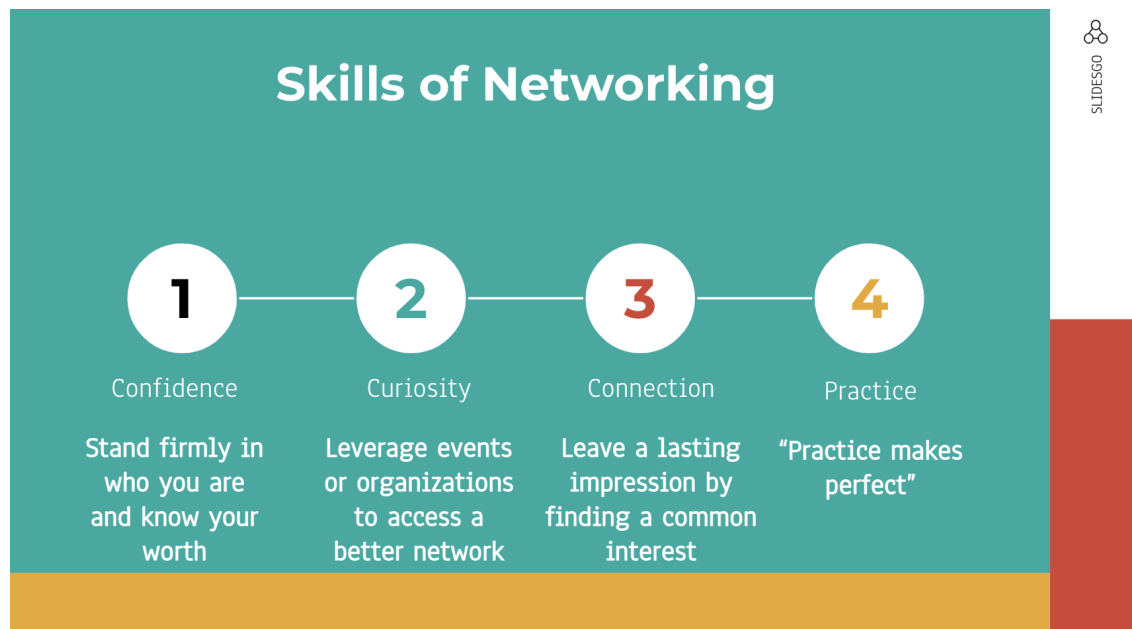 Skills of Networking
SLIDESGO
1
2
3
4
Confidence
Stand firmly in
who you are
and know your
worth
Curiosity
Leverage events
or organizations
to access a
better network
Connection
Leave a lasting
impression by
finding a common
interest
Practice
“Practice makes
perfect”